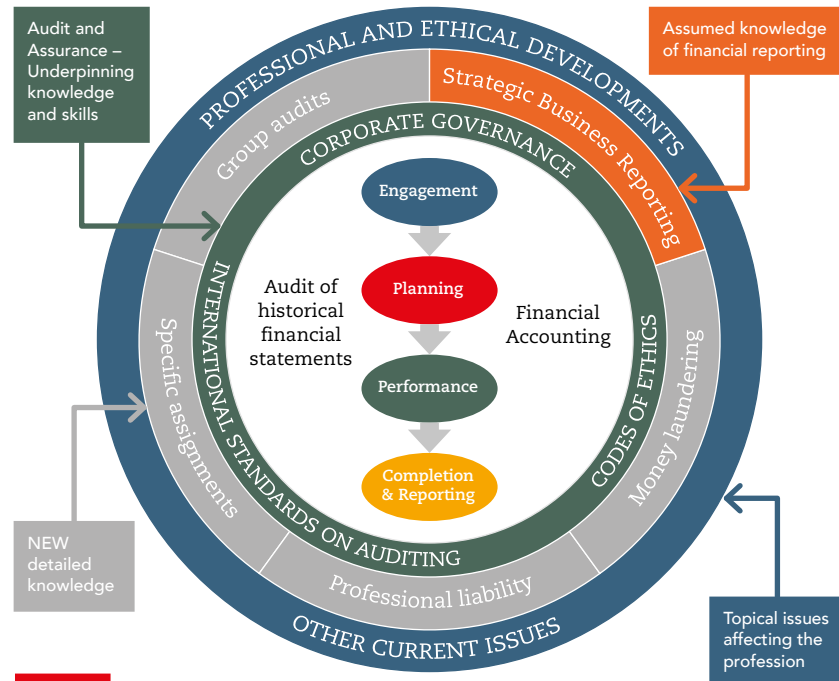 Audit and
Assurance –
Underpinning
knowledge
and skills
Assumed knowledge
of financial reporting
PROFESSIONAL AND ETHICAL DEVELOPMENTS
Group audits
Strategic Business Reporting
CORPORATE GOVERNANCE
Engagement
Planning
Audit of
historical
financial
statements
Financial
Accounting
Performance
Completion
& Reporting
INTERNATIONAL STANDARDS ON AUDITING
CODES OF ETHICS
Specific assignments
Money laundering
Professional liability
OTHER CURRENT ISSUES
NEW
detailed
knowledge
Topical issues
affecting the
profession